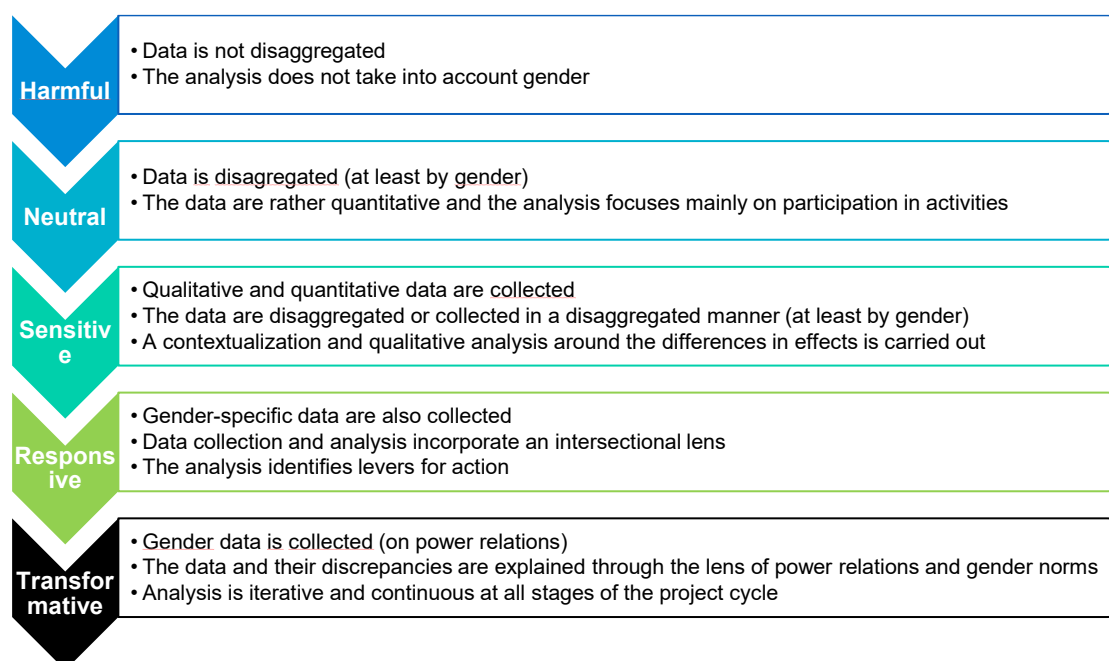 Harmful
• Data is not disaggregated
• The analysis does not take into account gender
Neutral
• Data is disagregated (at least by gender)
• The data are rather quantitative and the analysis focuses mainly on participation in activities
Sensitiv
e
• Qualitative and quantitative data are collected
• The data are disaggregated or collected in a disaggregated manner (at least by gender)
• A contextualization and qualitative analysis around the differences in effects is carried out
Respons
ive
• Gender-specific data are also collected
• Data collection and analysis incorporate an intersectional lens
• The analysis identifies levers for action
Transfor
mative
• Gender data is collected (on power relations)
• The data and their discrepancies are explained through the lens of power relations and gender norms
• Analysis is iterative and continuous at all stages of the project cycle